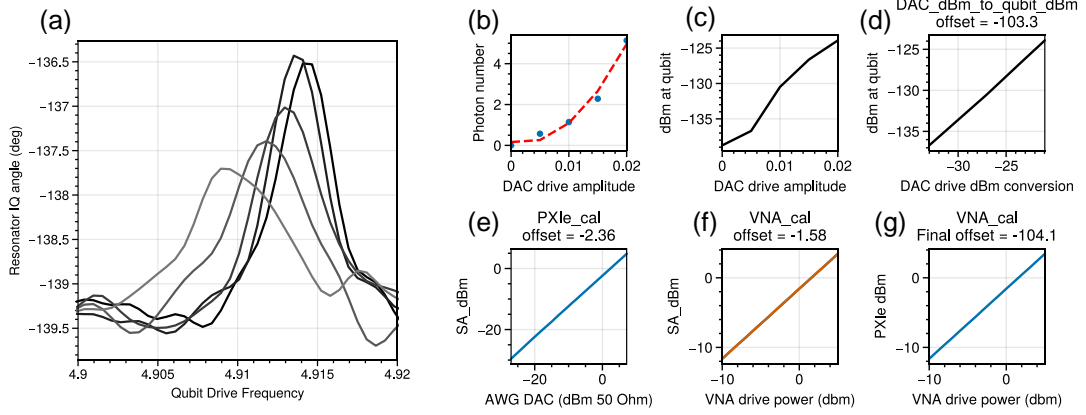 (a)
−136.5
−137
−137.5
−138
−138.5
−139
−139.5
Resonator IQ angle (deg)
4.9
4.905
4.91
4.915
4.92
Qubit Drive Frequency
(b)
4
2
0
Photon number
0
0.01
0.02
DAC drive amplitude
(c)
−125
−130
−135
dBm at qubit
0
0.01
0.02
DAC drive amplitude
(d)
DAC_dBm_to_qubit_dBm
offset = -103.3
−125
−130
−135
dBm at qubit
−30
−25
DAC drive dBm conversion
(e)
PXIe_cal
offset = -2.36
0
−20
SA_dBm
−20
0
AWG DAC (dBm 50 Ohm)
(f)
VNA_cal
offset = -1.58
0
−10
SA_dBm
−10
0
VNA drive power (dbm)
(g)
VNA_cal
Final offset = -104.1
0
−10
PXIe dBm
−10
0
VNA drive power (dbm)